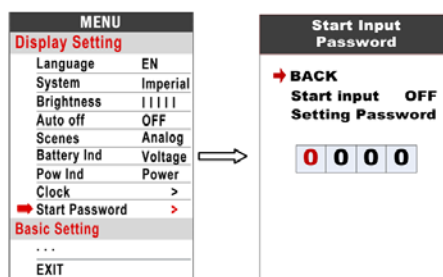 MENU
Display Setting
Language EN
System Imperial
Brightness | | | | |
Auto off OFF
Scenes Analog
Battery Ind Voltage
Pow Ind Power
Clock >
Start Password >
Basic Setting
...
EXIT
Start Input
Password
BACK
Start input OFF
Setting Password
0 0 0 0